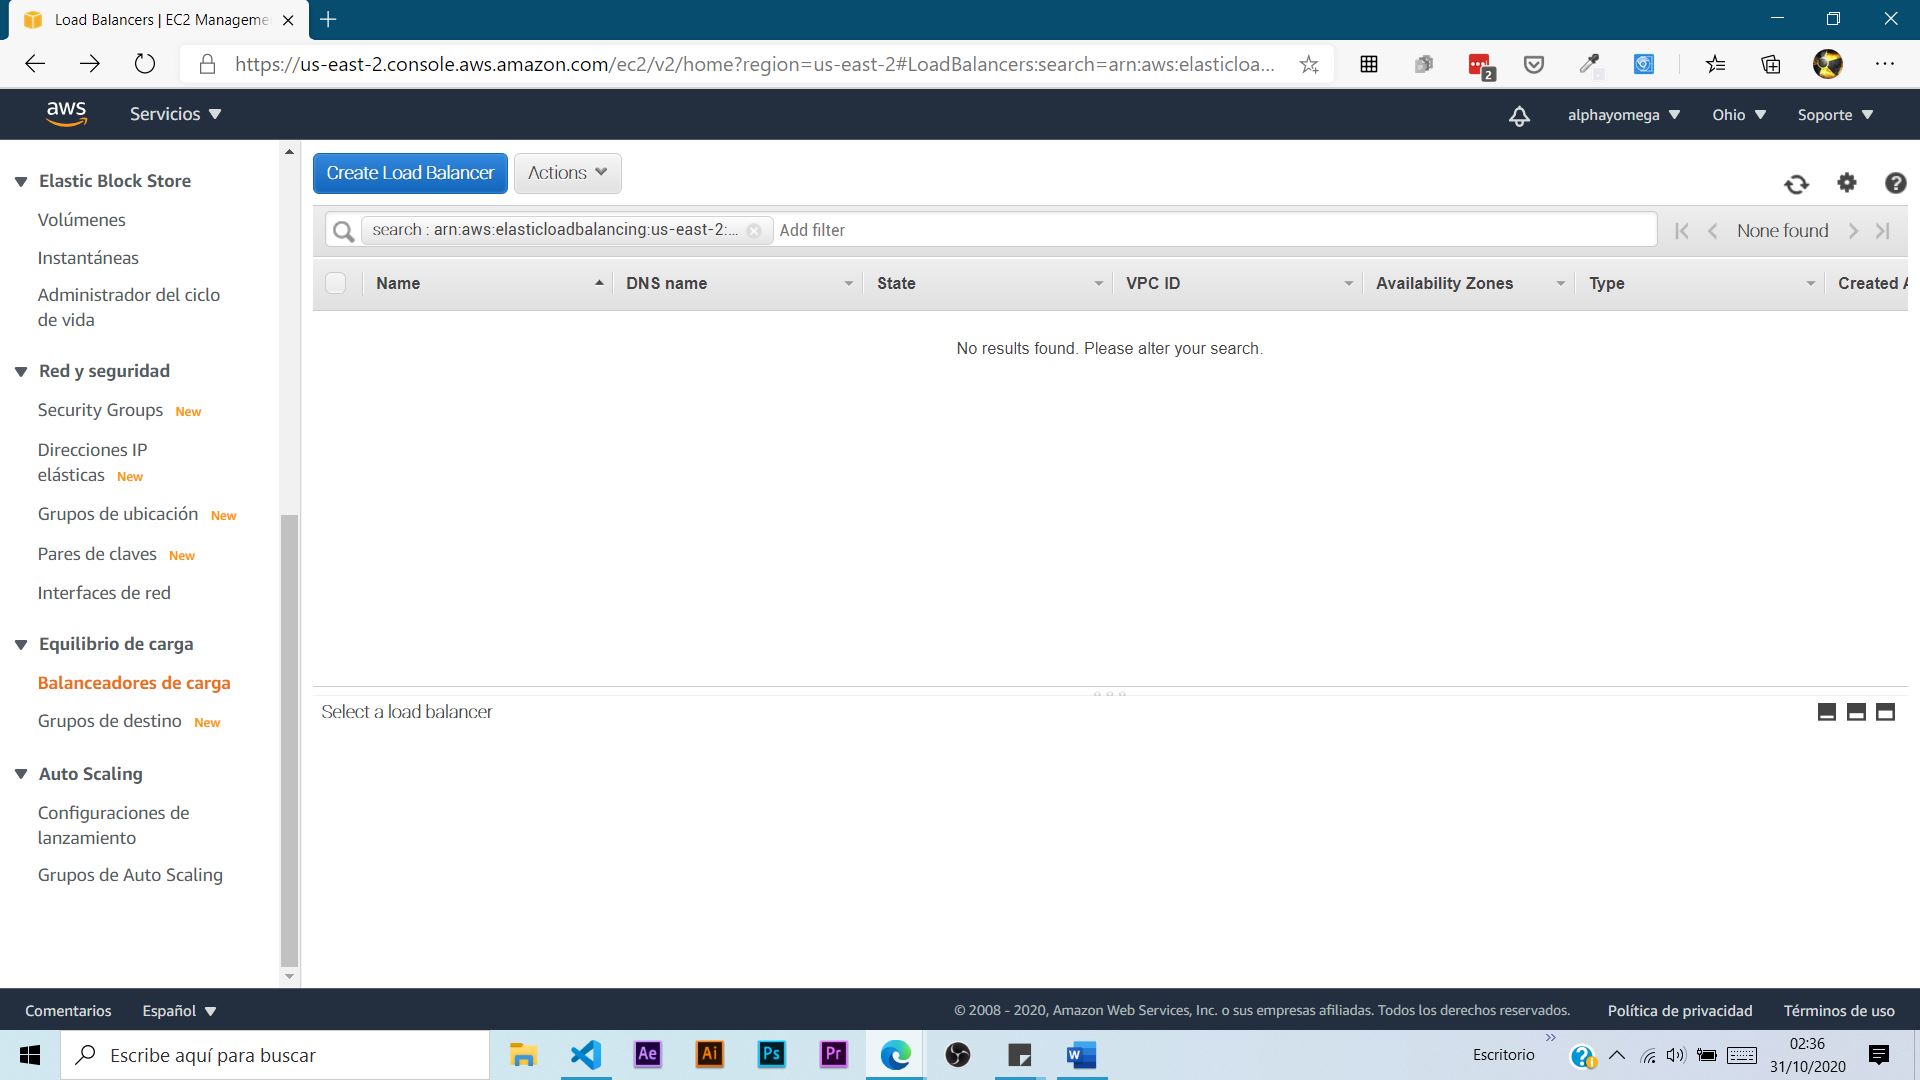 Load Balancers | EC2 Manageme
https://us-east-2.console.aws.amazon.com/ec2/v2/home?region=us-east-2#LoadBalancers:search=arn:aws:elasticloa...
2
aws
Servicios
alphayomega
Ohio
Soporte
Elastic Block Store
Volúmenes
Instantáneas
Administrador del ciclo
de vida
Red y seguridad
Security Groups New
Direcciones IP
elásticas New
Grupos de ubicación New
Pares de claves New
Interfaces de red
Equilibrio de carga
Balanceadores de carga
Grupos de destino New
Auto Scaling
Configuraciones de
lanzamiento
Grupos de Auto Scaling
Create Load Balancer
Actions
search : arn:aws:elasticloadbalancing:us-east-2:...
Add filter
None found
Name
DNS name
State
VPC ID
Availability Zones
Type
Created A
No results found. Please alter your search.
Select a load balancer
Comentarios
Español
© 2008 - 2020, Amazon Web Services, Inc. o sus empresas afiliadas. Todos los derechos reservados.
Política de privacidad
Términos de uso
Escribe aquí para buscar
Ae
Ai
Ps
Pr
W
Escritorio
02:36
31/10/2020